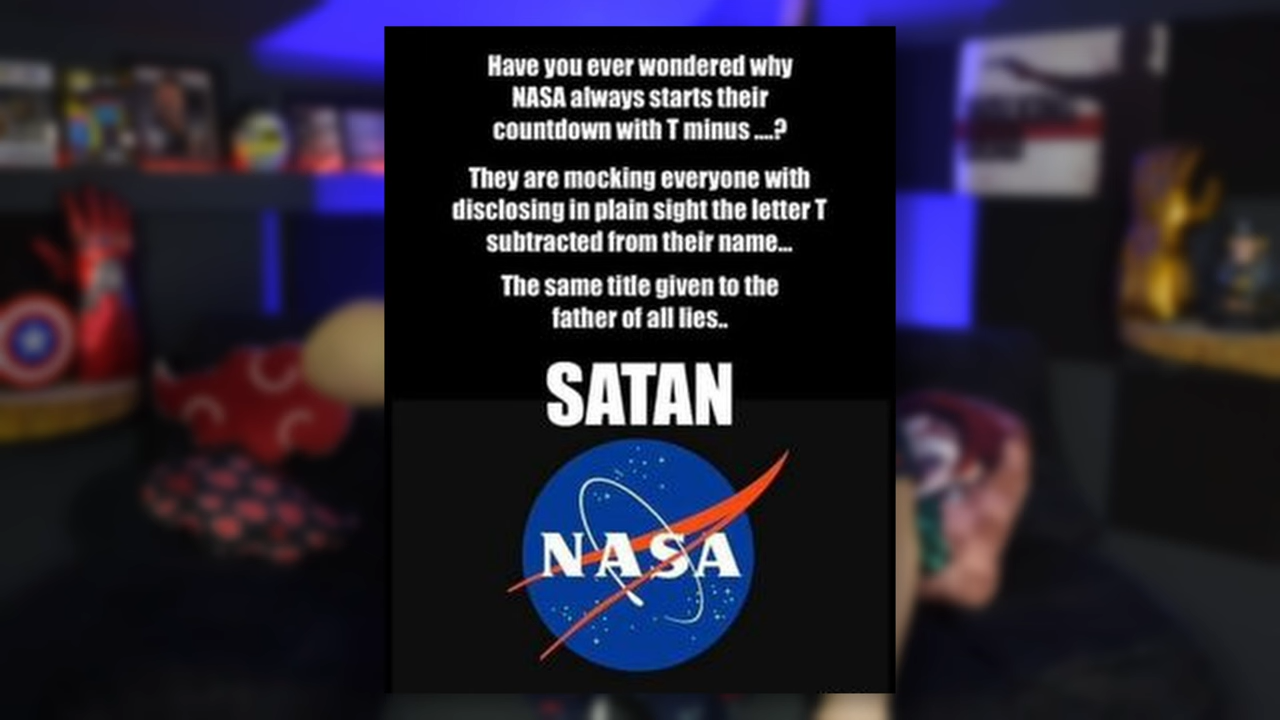 Have you ever wondered why
NASA always starts their
countdown with T minus ....?
They are mocking everyone with
disclosing in plain sight the letter T
subtracted from their name...
The same title given to the
father of all lies..
SATAN
NASA